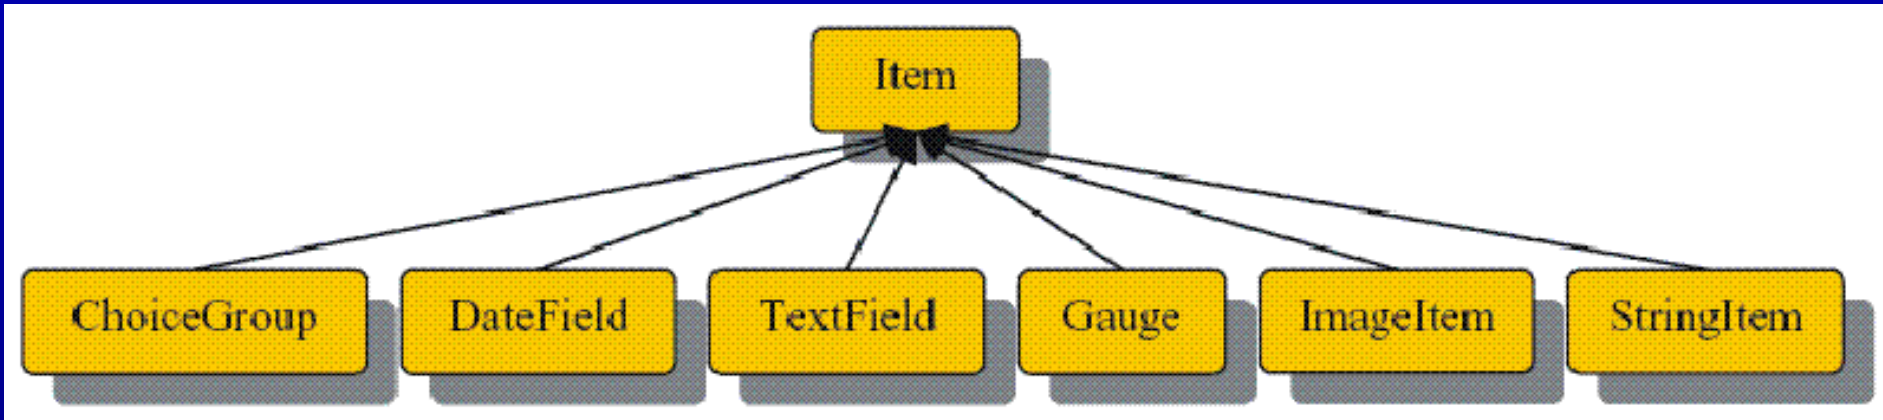 Item
ChoiceGroup
DateField
TextField
Gauge
ImageItem
StringItem